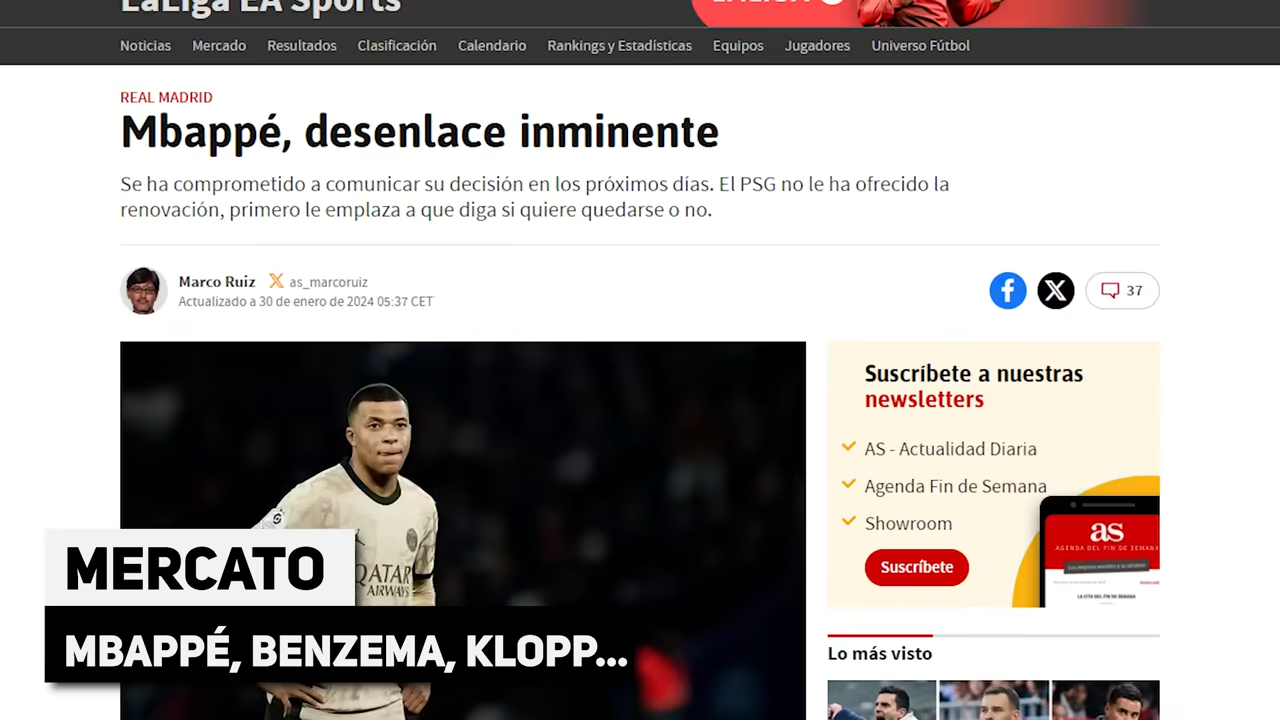 LaLiga EA Sports
Noticias Mercado Resultados Clasificación Calendario Rankings y Estadísticas Equipos Jugadores Universo Fútbol
REAL MADRID
Mbappé, desenlace inminente
Se ha comprometido a comunicar su decisión en los próximos días. El PSG no le ha ofrecido la
renovación, primero le emplaza a que diga si quiere quedarse o no.
Marco Ruiz as_marcoruiz
Actualizado a 30 de enero de 2024 05:37 CET
37
Suscríbete a nuestras
newsletters
AS - Actualidad Diaria
Agenda Fin de Semana
Showroom
Suscríbete
as
AGENDA DEL FIN DE SEMANA
LA CITA DEL FIN DE SEMANA
QATAR
AIRWAYS
MERCATO
MBAPPÉ, BENZEMA, KLOPP...
Lo más visto